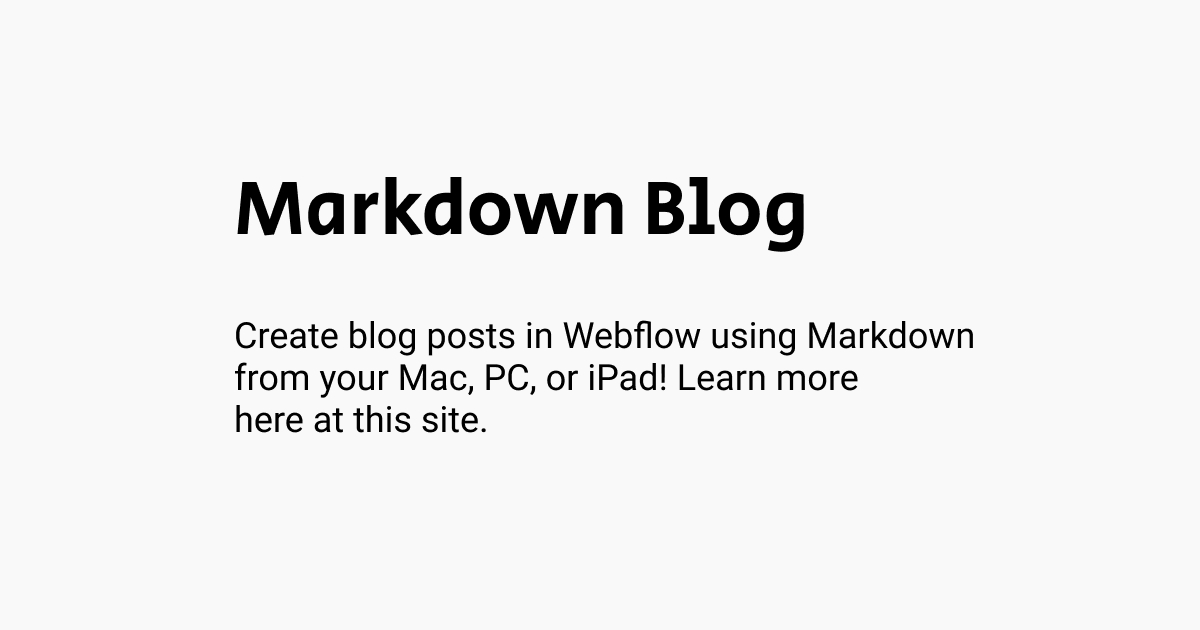 Markdown Blog
Create blog posts in Webflow using Markdown
from your Mac, PC, or iPad! Learn more
here at this site.